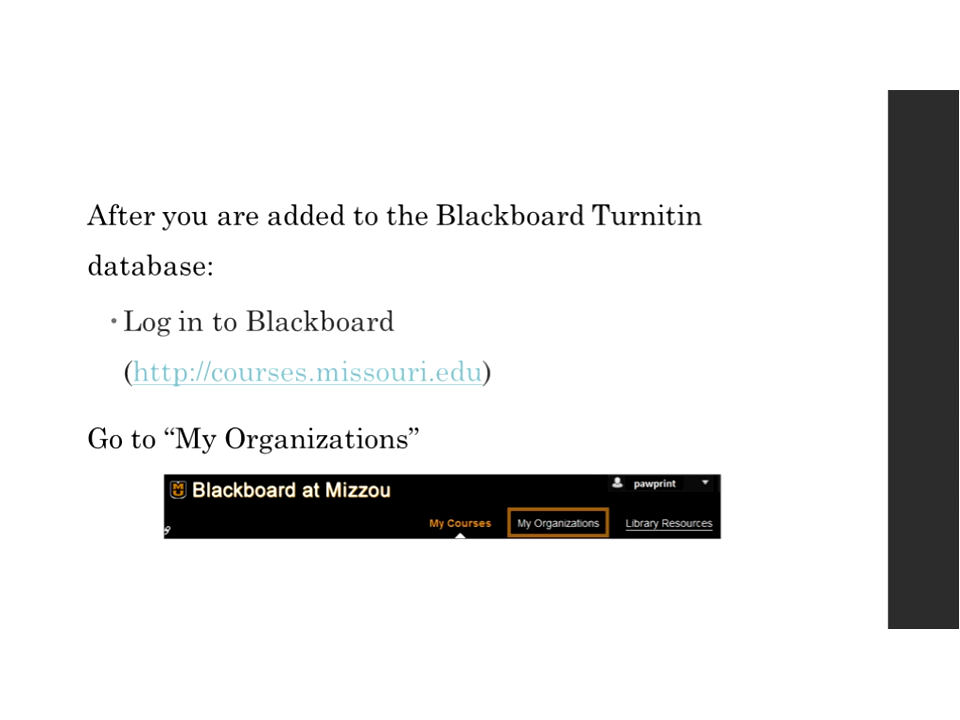 After you are added to the Blackboard Turnitin
database:
• Log in to Blackboard
(http://courses.missouri.edu)
Go to “My Organizations”
MU Blackboard at Mizzou
pawprint
My Courses My Organizations Library Resources